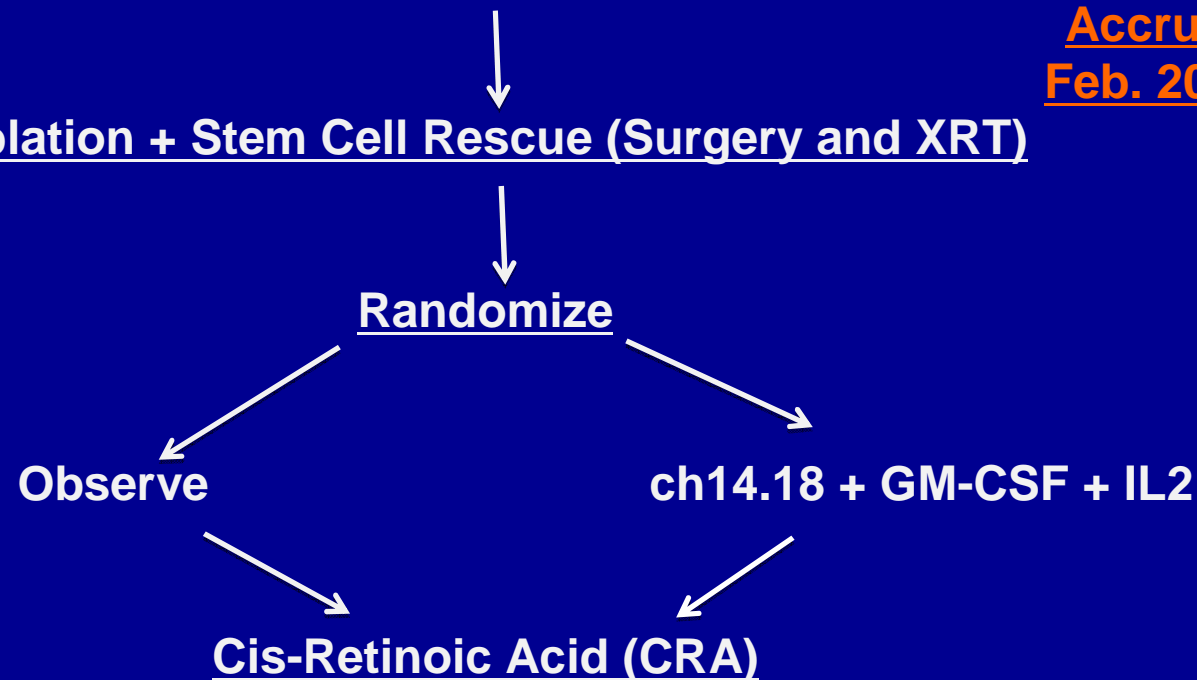 Accru
Feb. 20
lation + Stem Cell Rescue (Surgery and XRT)
Randomize
Observe
ch14.18 + GM-CSF + IL2
Cis-Retinoic Acid (CRA)